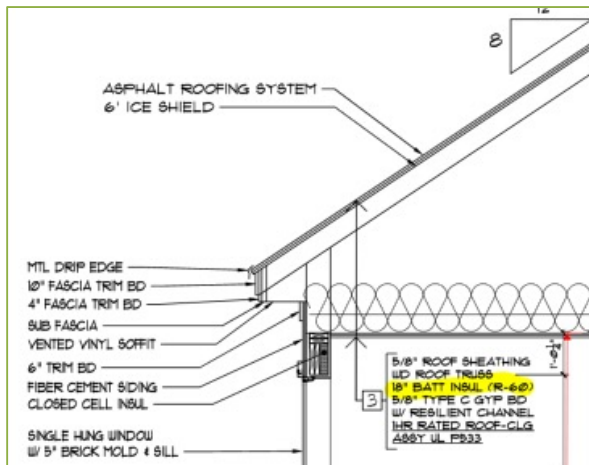 12
8
ASPHALT ROOFING SYSTEM
6' ICE SHIELD
MTL DRIP EDGE
10" FASCIA TRIM BD
4" FASCIA TRIM BD
SUB FASCIA
VENTED VINYL SOFFIT
6" TRIM BD
FIBER CEMENT SIDING
CLOSED CELL INSUL
SINGLE HUNG WINDOW
W/ 5" BRICK MOLD & SILL
3
5/8" ROOF SHEATHING
WD ROOF TRUSS
18" BATT INSUL (R-60)
5/8" TYPE C GYP BD
W/ RESILIENT CHANNEL
1HR RATED ROOF-CLG
ASSY UL P533